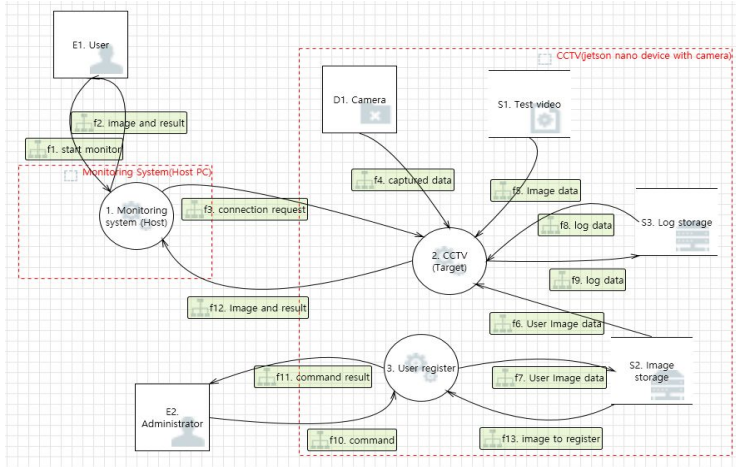 E1. User
CCTV(jetson nano device with camera)
D1. Camera
S1. Test video
f2. image and result
f1. start monitor
Monitoring System(Host PC)
f4. captured data
f5. Image data
1. Monitoring
system (Host)
f3. connection request
f8. log data
S3. Log storage
2. CCTV
(Target)
f9. log data
f12. Image and result
f6. User Image data
3. User register
S2. Image
storage
f11. command result
f7. User Image data
E2.
Administrator
f10. command
f13. image to register